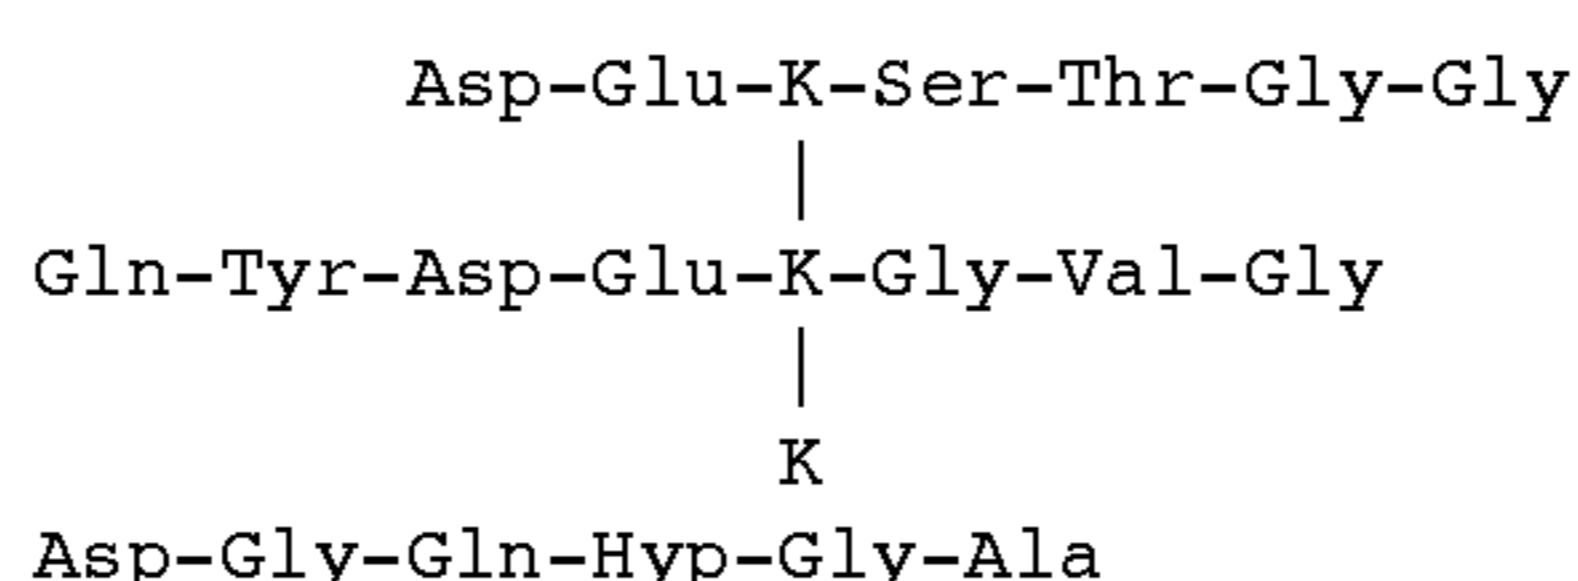 Asp-Glu-K-Ser-Thr-Gly-Gly
|
Gln-Tyr-Asp-Glu-K-Gly-Val-Gly
|
K
Asp-Gly-Gln-Hyp-Gly-Ala